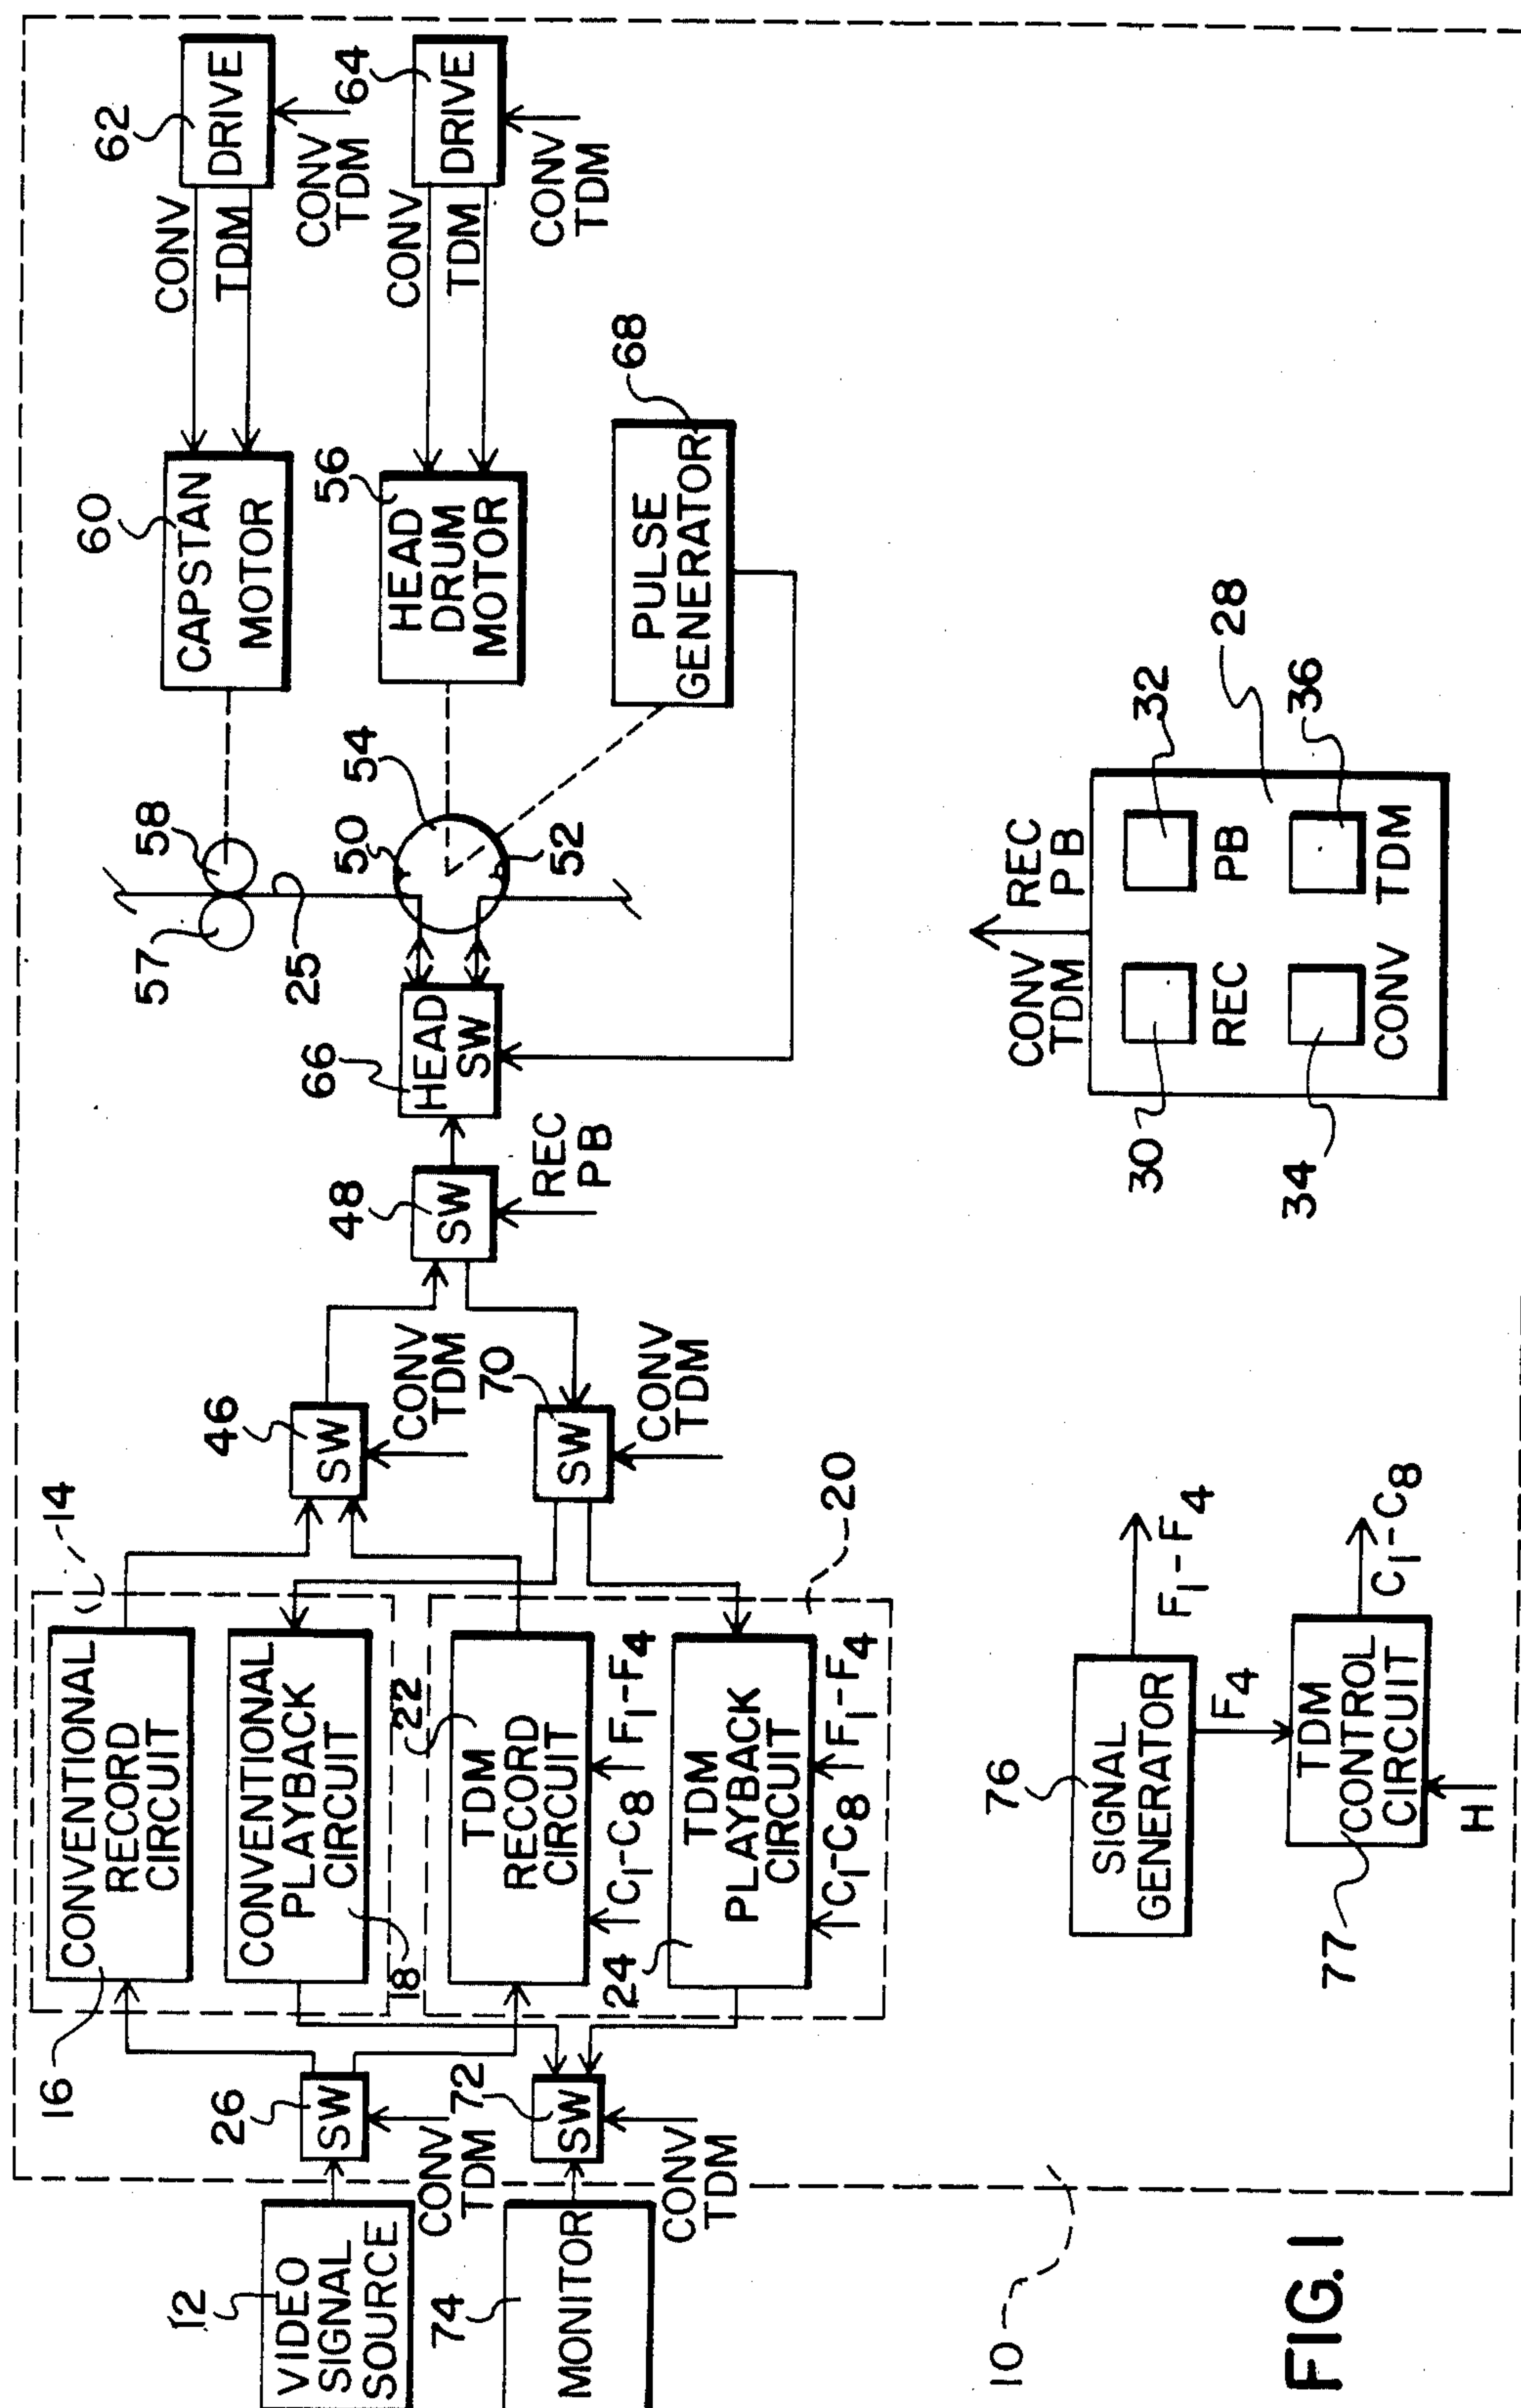 12
VIDEO
SIGNAL
SOURCE
26
SW
CONV
TDM
74
MONITOR
72
SW
CONV
TDM
10
16
CONVENTIONAL
RECORD
CIRCUIT
14
CONVENTIONAL
PLAYBACK
CIRCUIT
18
22
TDM
RECORD
CIRCUIT
C1-C8
F1-F4
24
TDM
PLAYBACK
CIRCUIT
C1-C8
F1-F4
20
46
SW
CONV
TDM
70
SW
CONV
TDM
48
SW
REC
PB
66
HEAD
SW
57
58
25
50
54
52
60
CAPSTAN
MOTOR
CONV
TDM
62
DRIVE
CONV
TDM
56
HEAD
DRUM
MOTOR
CONV
TDM
64
DRIVE
CONV
TDM
68
PULSE
GENERATOR
76
SIGNAL
GENERATOR
F1-F4
F4
77
TDM
CONTROL
CIRCUIT
C1-C8
H
CONV
TDM
REC
PB
30
REC
32
PB
28
34
CONV
36
TDM
FIG. 1